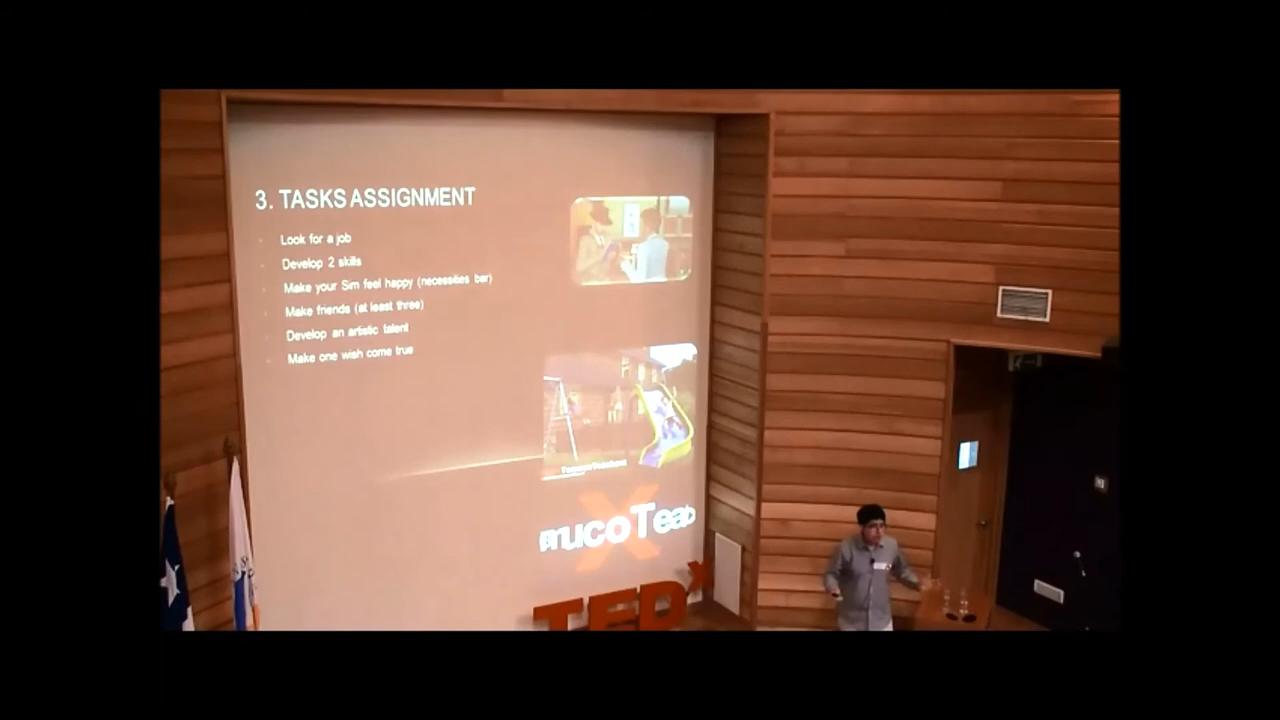 3. TASKS ASSIGNMENT
Look for a job
Develop 2 skills
Make your Sim feel happy (necessities bar)
Make friends (at least three)
Develop an artistic talent
Make one wish come true
TEDx